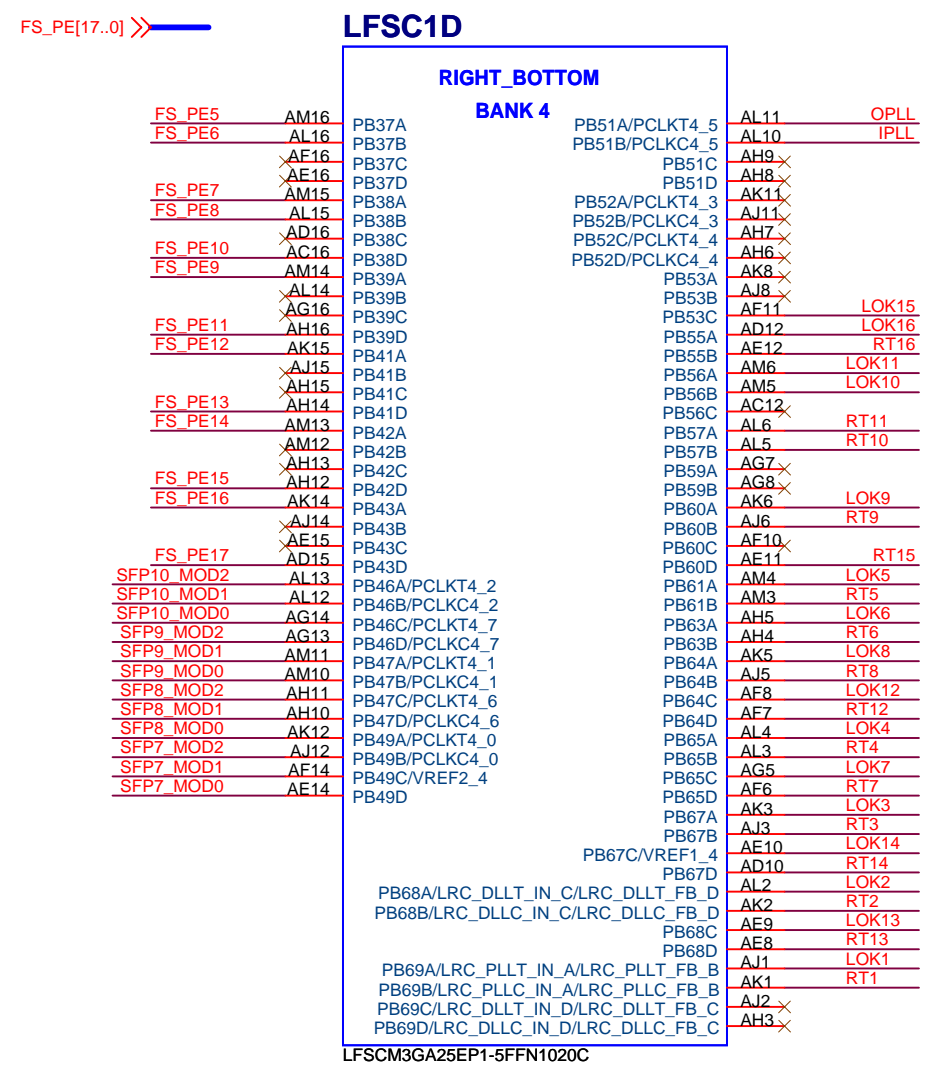 FS_PE[17..0]
LFSC1D
RIGHT_BOTTOM
BANK 4
FS_PE5 AM16 PB37A
FS_PE6 AL16 PB37B
AF16 PB37C
AE16 PB37D
FS_PE7 AM15 PB38A
FS_PE8 AL15 PB38B
AD16 PB38C
FS_PE10 AC16 PB38D
FS_PE9 AM14 PB39A
AL14 PB39B
AG16 PB39C
FS_PE11 AH16 PB39D
FS_PE12 AK15 PB41A
AJ15 PB41B
AH15 PB41C
FS_PE13 AH14 PB41D
FS_PE14 AM13 PB42A
AM12 PB42B
AH13 PB42C
FS_PE15 AH12 PB42D
FS_PE16 AK14 PB43A
AJ14 PB43B
AE15 PB43C
FS_PE17 AD15 PB43D
SFP10_MOD2 AL13 PB46A/PCLKT4_2
SFP10_MOD1 AL12 PB46B/PCLKC4_2
SFP10_MOD0 AG14 PB46C/PCLKT4_7
SFP9_MOD2 AG13 PB46D/PCLKC4_7
SFP9_MOD1 AM11 PB47A/PCLKT4_1
SFP9_MOD0 AM10 PB47B/PCLKC4_1
SFP8_MOD2 AH11 PB47C/PCLKT4_6
SFP8_MOD1 AH10 PB47D/PCLKC4_6
SFP8_MOD0 AK12 PB49A/PCLKT4_0
SFP7_MOD2 AJ12 PB49B/PCLKC4_0
SFP7_MOD1 AF14 PB49C/VREF2_4
SFP7_MOD0 AE14 PB49D
PB51A/PCLKT4_5 AL11 OPLL
PB51B/PCLKC4_5 AL10 IPLL
PB51C AH9
PB51D AH8
PB52A/PCLKT4_3 AK11
PB52B/PCLKC4_3 AJ11
PB52C/PCLKT4_4 AH7
PB52D/PCLKC4_4 AH6
PB53A AK8
PB53B AJ8
PB53C AF11 LOK15
PB55A AD12 LOK16
PB55B AE12 RT16
PB56A AM6 LOK11
PB56B AM5 LOK10
PB56C AC12
PB57A AL6 RT11
PB57B AL5 RT10
PB59A AG7
PB59B AG8
PB60A AK6 LOK9
PB60B AJ6 RT9
PB60C AF10
PB60D AE11 RT15
PB61A AM4 LOK5
PB61B AM3 RT5
PB63A AH5 LOK6
PB63B AH4 RT6
PB64A AK5 LOK8
PB64B AJ5 RT8
PB64C AF8 LOK12
PB64D AF7 RT12
PB65A AL4 LOK4
PB65B AL3 RT4
PB65C AG5 LOK7
PB65D AF6 RT7
PB67A AK3 LOK3
PB67B AJ3 RT3
PB67C/VREF1_4 AE10 LOK14
PB67D AD10 RT14
PB68A/LRC_DLLT_IN_C/LRC_DLLT_FB_D AL2 LOK2
PB68B/LRC_DLLC_IN_C/LRC_DLLC_FB_D AK2 RT2
PB68C AE9 LOK13
PB68D AE8 RT13
PB69A/LRC_PLLT_IN_A/LRC_PLLT_FB_B AJ1 LOK1
PB69B/LRC_PLLC_IN_A/LRC_PLLC_FB_B AK1 RT1
PB69C/LRC_DLLT_IN_D/LRC_DLLT_FB_C AJ2
PB69D/LRC_DLLC_IN_D/LRC_DLLC_FB_C AH3
LFSCM3GA25EP1-5FFN1020C